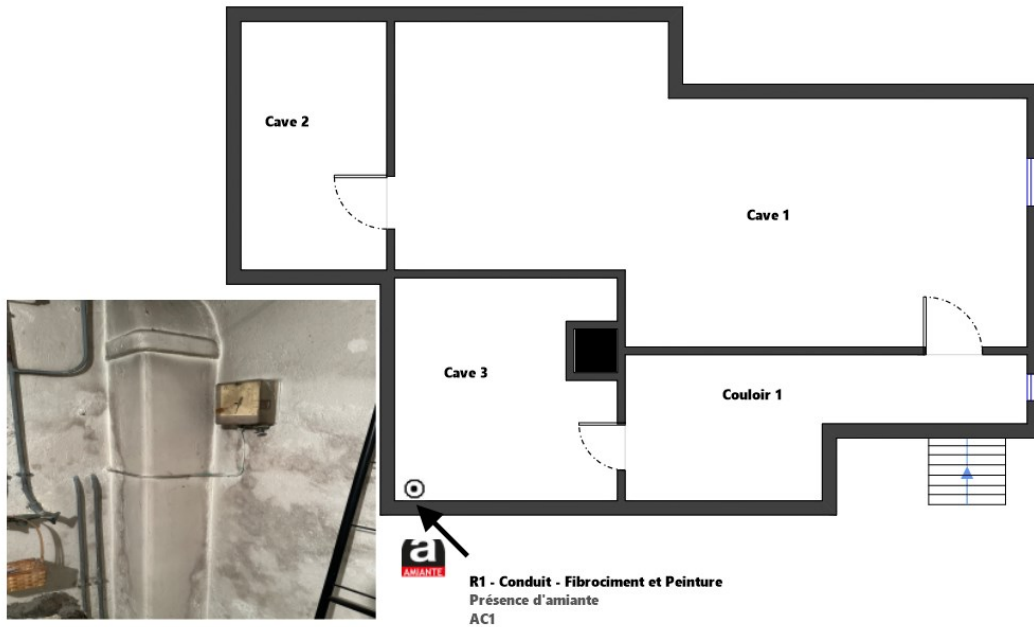 Cave 2
Cave 1
Cave 3
Couloir 1
a
AMIANTE
R1 - Conduit - Fibrociment et Peinture
Présence d'amiante
AC1